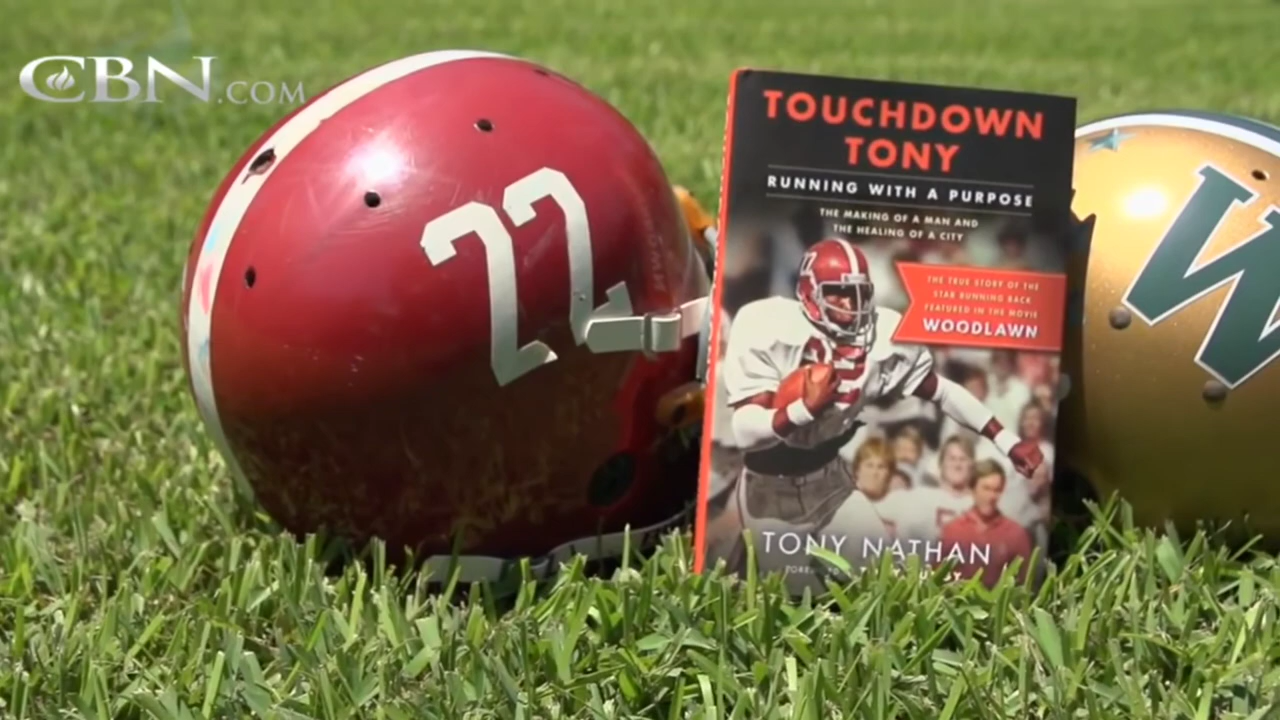 CBN.COM
22
TOUCHDOWN
TONY
RUNNING WITH A PURPOSE
THE MAKING OF A MAN AND
THE HEALING OF A CITY
THE TRUE STORY OF THE
STAR RUNNING BACK
FEATURED IN THE MOVIE
WOODLAWN
TONY NATHAN
W